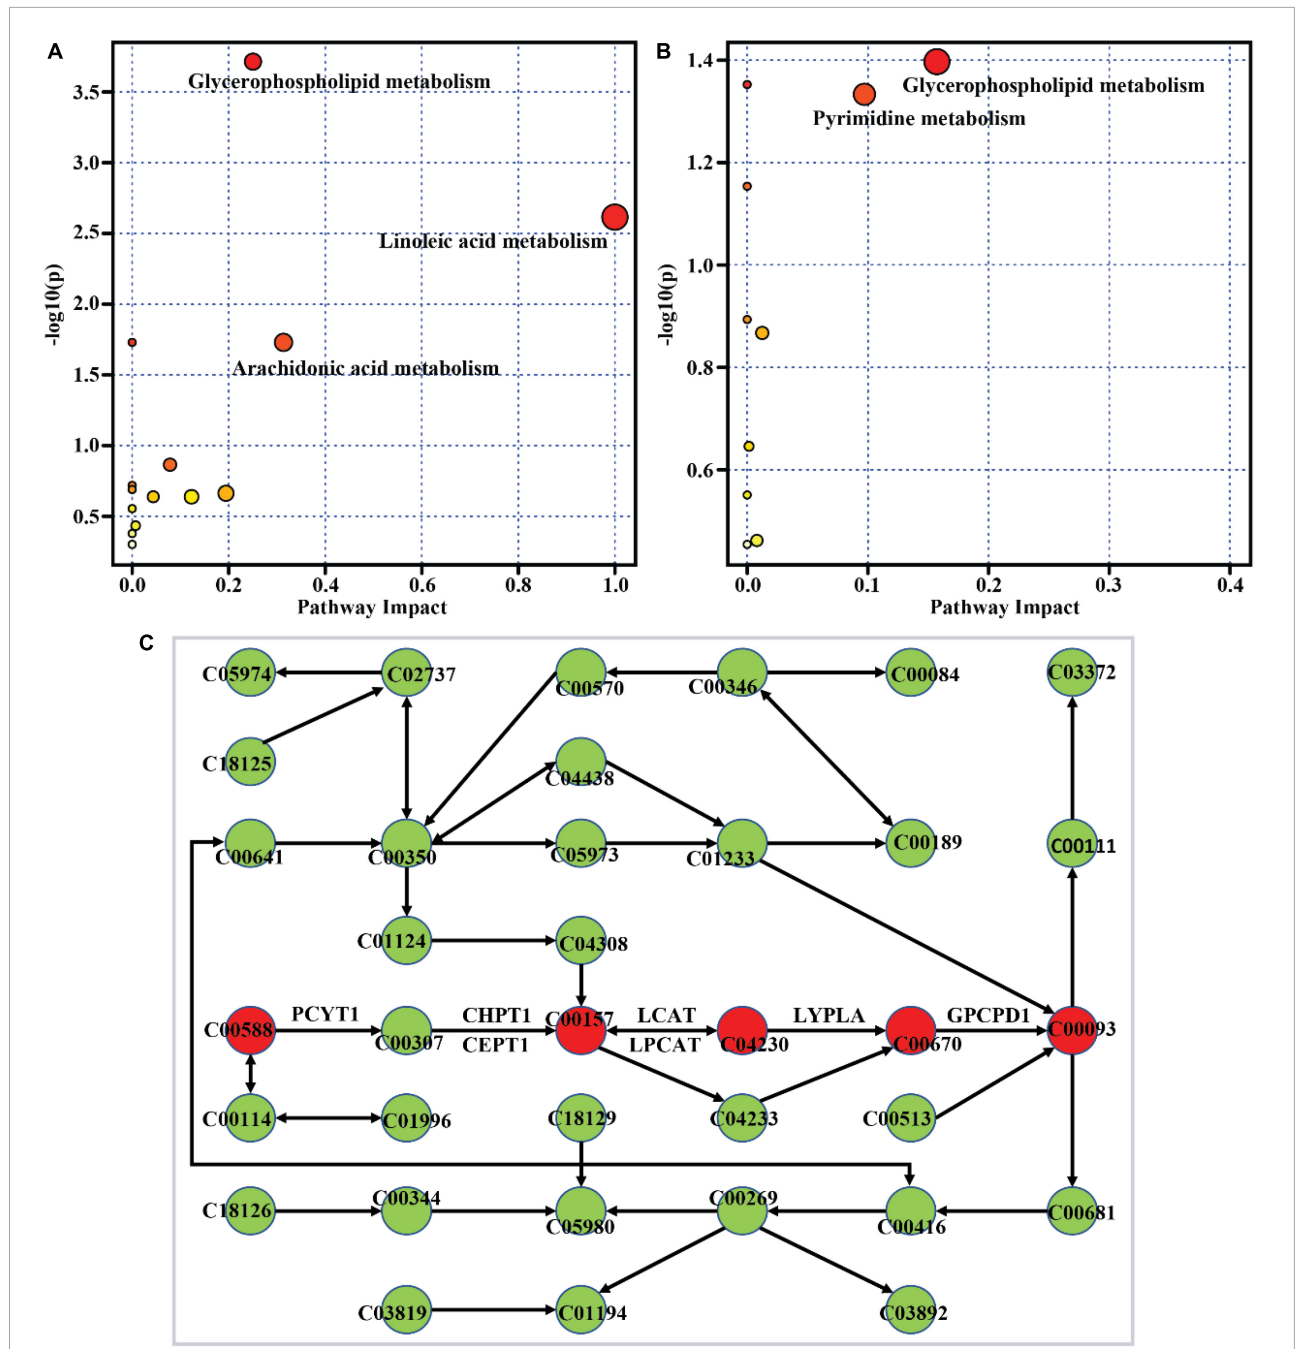 A
B
Glycerophospholipid metabolism
Linoleic acid metabolism
Arachidonic acid metabolism
3.5
3.0
2.5
2.0
1.5
1.0
0.5
-log10(p)
0.0 0.2 0.4 0.6 0.8 1.0
Pathway Impact
Glycerophospholipid metabolism
Pyrimidine metabolism
1.4
1.2
1.0
0.8
0.6
-log10(p)
0.0 0.1 0.2 0.3 0.4
Pathway Impact
C
C05974 C02737 C00570 C00346 C00084 C03372
C18125 C04438
C00641 C00350 C05973 C01233 C00189 C00111
C01124 C04308
PCYT1 CHPT1 LCAT LYPLA GPCPD1
C00588 C00307 C00157 C04230 C00670 C00093
CEPT1 LPCAT
C00114 C01996 C18129 C04233 C00513
C18126 C00344 C05980 C00269 C00416 C00681
C03819 C01194 C03892